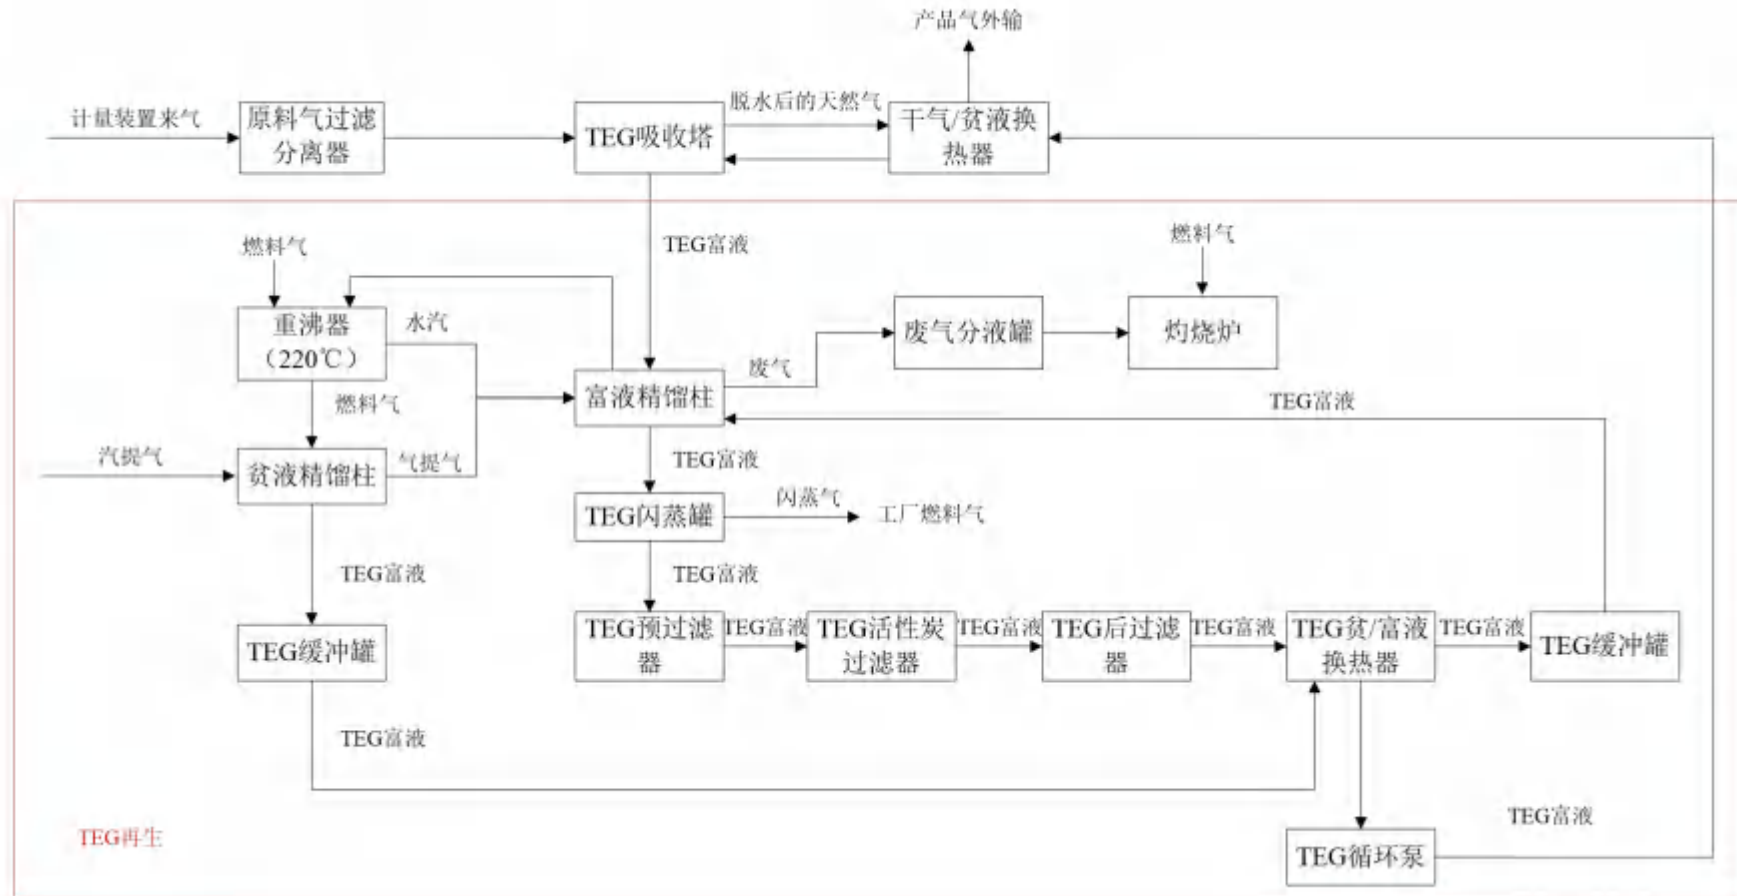 产品气外输
计量装置来气
原料气过滤
分离器
TEG吸收塔
脱水后的天然气
干气/贫液换
热器
燃料气
TEG富液
燃料气
重沸器
（220℃）
水汽
废气分液罐
灼烧炉
废气
富液精馏柱
燃料气
TEG富液
汽提气
贫液精馏柱
气提气
TEG富液
TEG闪蒸罐
闪蒸气
工厂燃料气
TEG富液
TEG富液
TEG预过滤
器
TEG富液
TEG活性炭
过滤器
TEG富液
TEG后过滤
器
TEG富液
TEG贫/富液
换热器
TEG富液
TEG缓冲罐
TEG缓冲罐
TEG富液
TEG富液
TEG再生
TEG循环泵